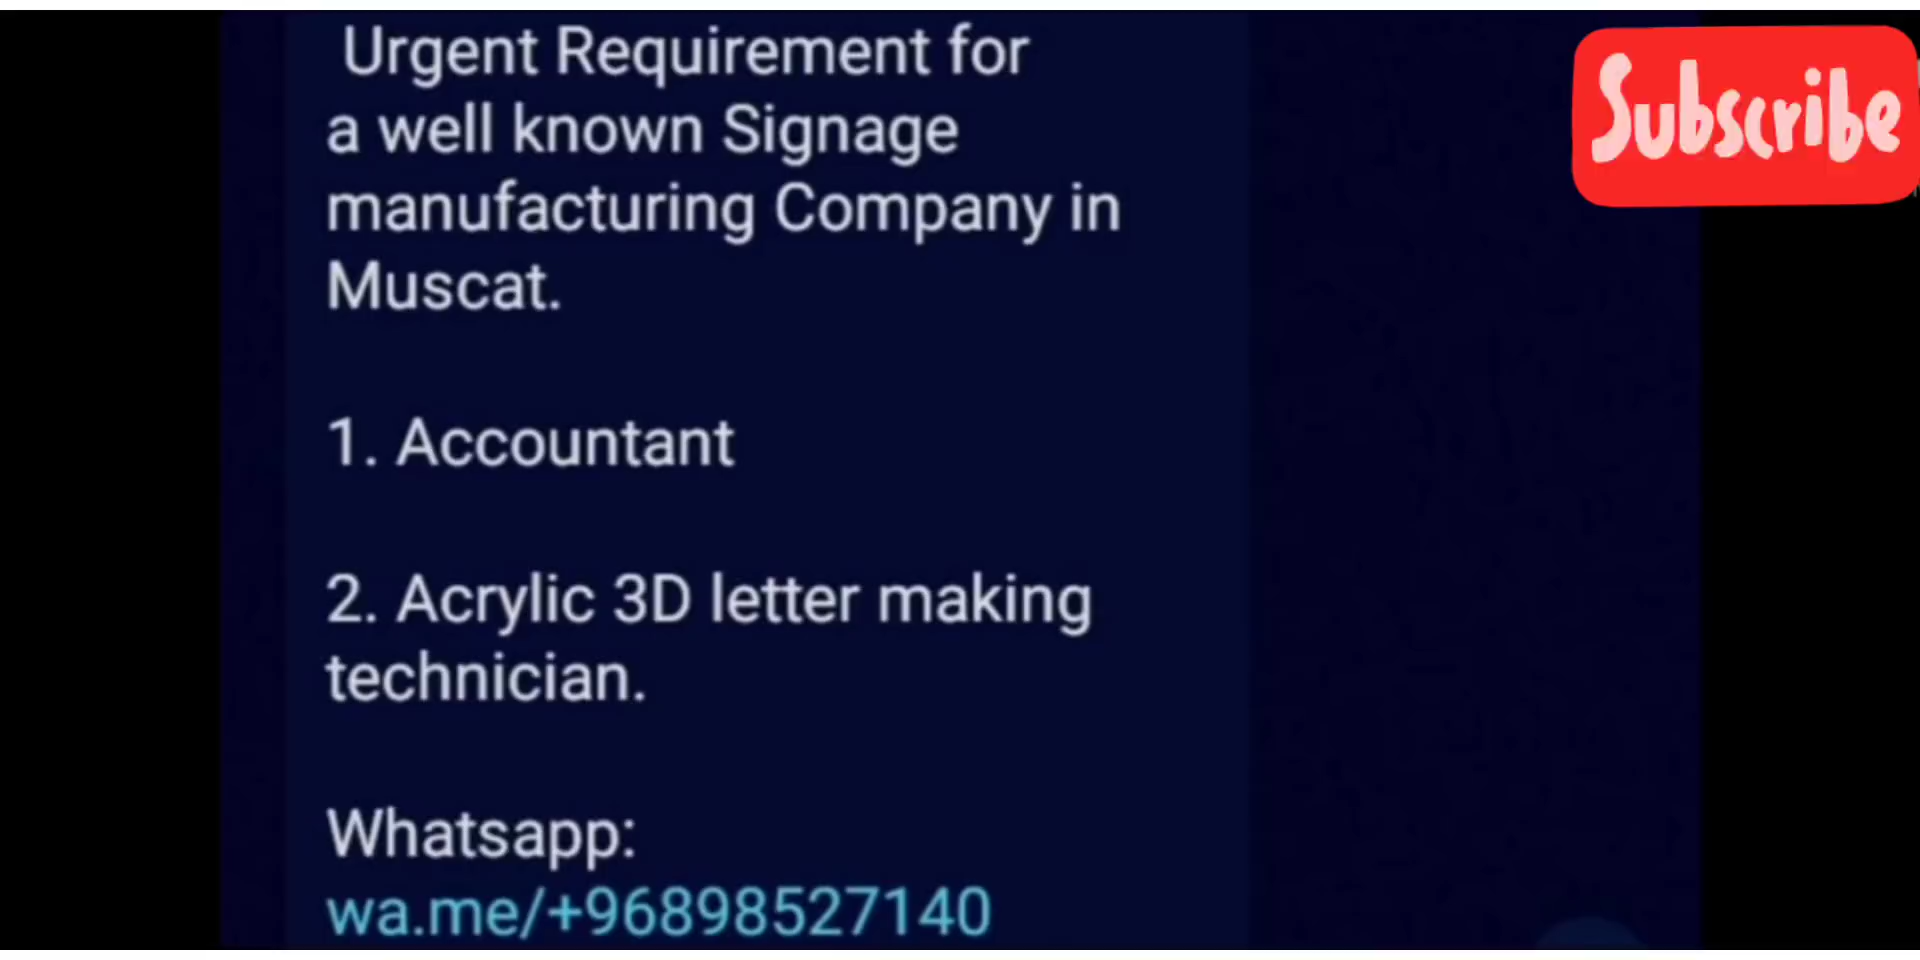 Urgent Requirement for
a well known Signage
manufacturing Company in
Muscat.
1. Accountant
2. Acrylic 3D letter making
technician.
Whatsapp:
wa.me/+96898527140
Subscribe